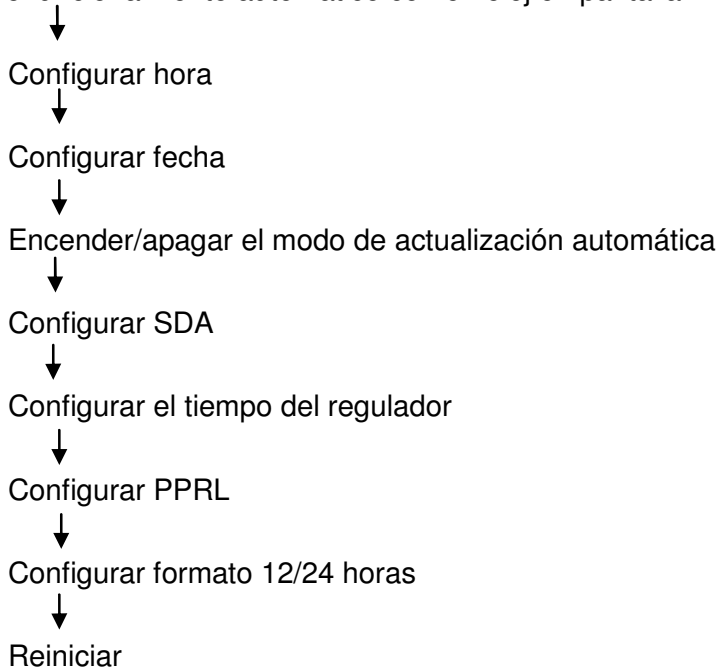 Configurar hora
Configurar fecha
Encender/apagar el modo de actualización automática
Configurar SDA
Configurar el tiempo del regulador
Configurar PPRL
Configurar formato 12/24 horas
Reiniciar